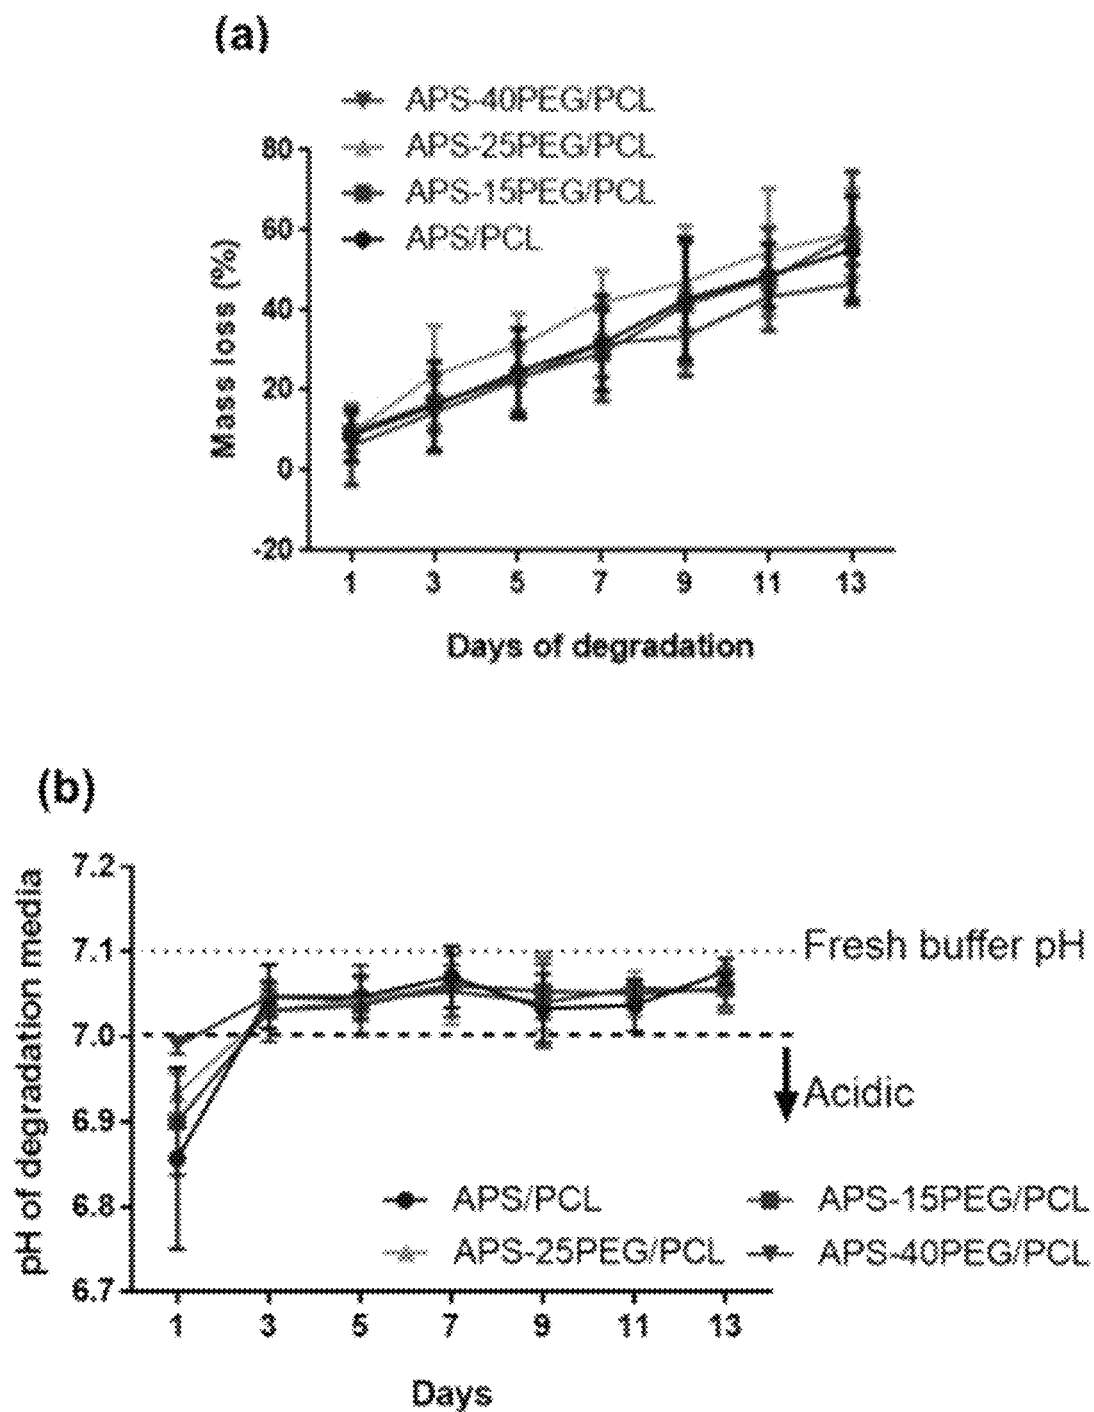 (a)
APS-40PEG/PCL
APS-25PEG/PCL
APS-15PEG/PCL
APS/PCL
80
60
40
20
0
-20
Mass loss (%)
1 3 5 7 9 11 13
Days of degradation
(b)
7.2
7.1
7.0
6.9
6.8
6.7
pH of degradation media
Fresh buffer pH
Acidic
APS/PCL APS-15PEG/PCL
APS-25PEG/PCL APS-40PEG/PCL
1 3 5 7 9 11 13
Days